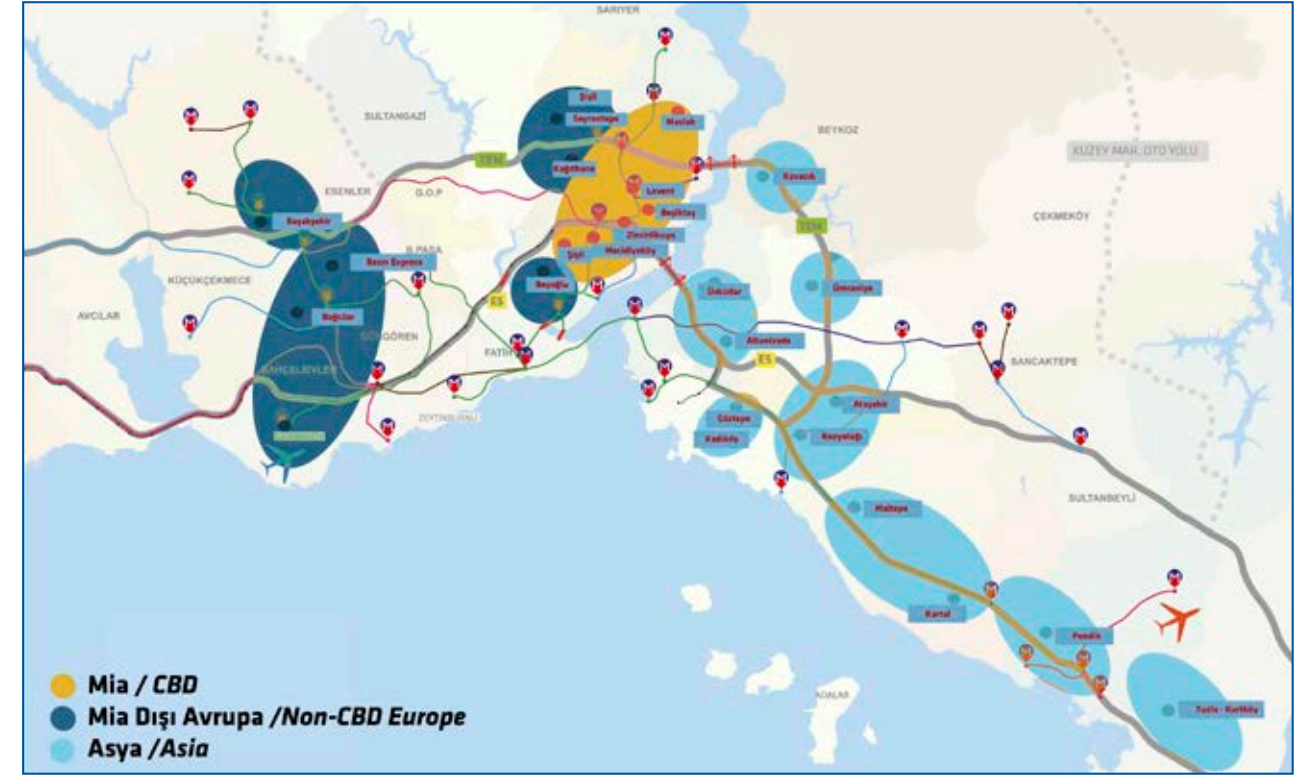 SARIYER
Şişli
Seyrantepe
Maslak
SULTANGAZİ
BEYKOZ
TEM
KUZEY MAR. OTO YOLU
Kağıthane
Kavacık
ESENLER
G.O.P
Levent
Beşiktaş
ÇEKMEKÖY
Başakşehir
TEM
Zincirlikuyu
Mecidiyeköy
Şişli
B.PAŞA
Basın Express
KÜÇÜKÇEKMECE
Beyoğlu
Üsküdar
Ümraniye
E5
AVCILAR
Bağcılar
GÜNGÖREN
FATİH
Altunizade
E5
SANCAKTEPE
BAHÇELİEVLER
Ataşehir
ZEYTİNBURNU
Göztepe
Kadıköy
Kozyatağı
SULTANBEYLİ
Maltepe
Kartal
Pendik
ADALAR
Tuzla - Kurtköy
Mia / CBD
Mia Dışı Avrupa /Non-CBD Europe
Asya /Asia